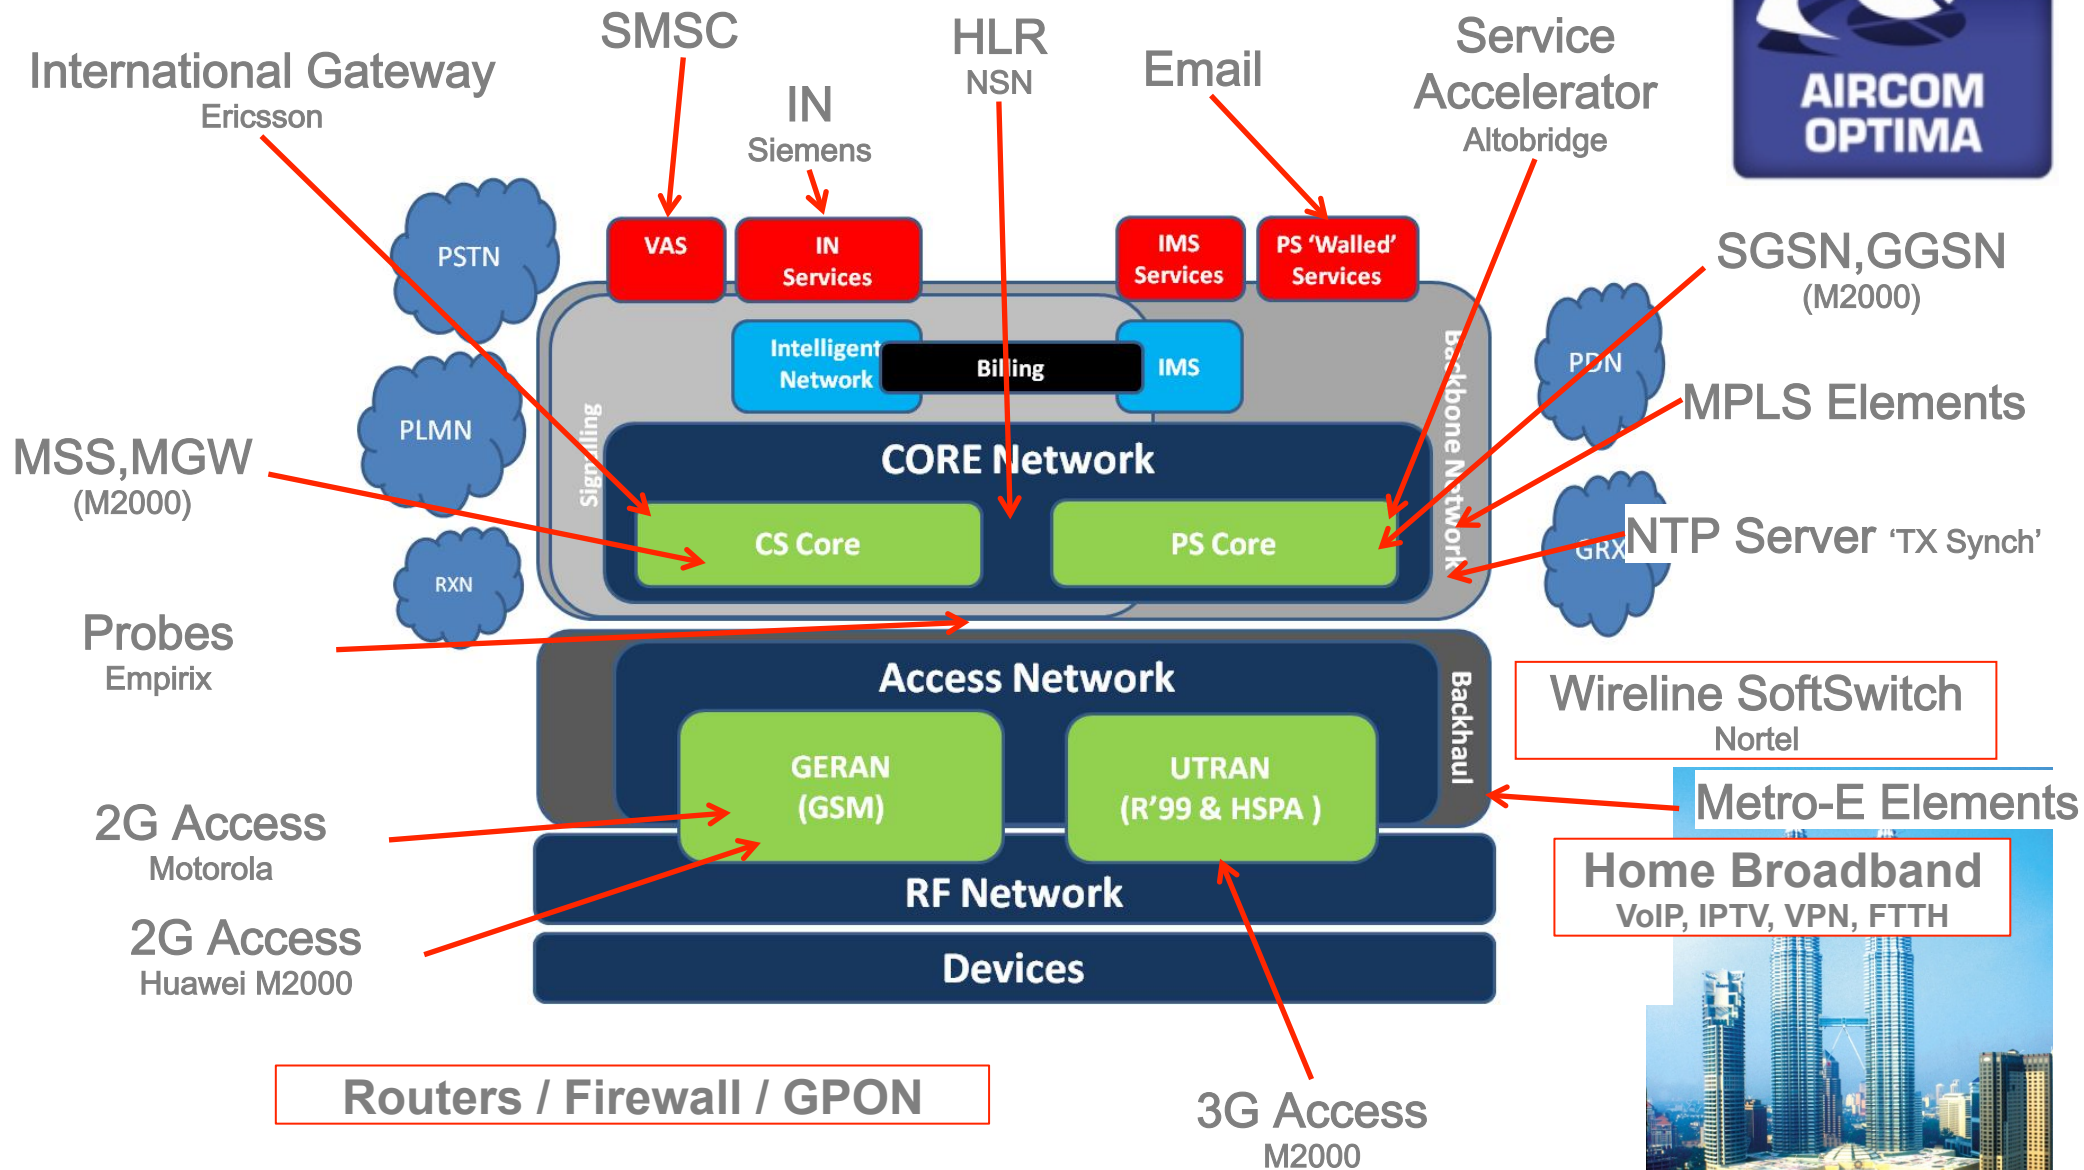 SMSC
HLR
NSN
Service
Accelerator
Altobridge
International Gateway
Ericsson
IN
Siemens
Email
AIRCOM
OPTIMA
PSTN
VAS
IN
Services
IMS
Services
PS ‘Walled’
Services
SGSN,GGSN
(M2000)
Intelligent
Network
Billing
IMS
PDN
PLMN
Signalling
Backbone Network
MPLS Elements
MSS,MGW
(M2000)
CORE Network
CS Core
PS Core
GRX
NTP Server ‘TX Synch’
RXN
Probes
Empirix
Access Network
Backhaul
Wireline SoftSwitch
Nortel
GERAN
(GSM)
UTRAN
(R’99 & HSPA )
Metro-E Elements
2G Access
Motorola
Home Broadband
VoIP, IPTV, VPN, FTTH
RF Network
2G Access
Huawei M2000
Devices
Routers / Firewall / GPON
3G Access
M2000